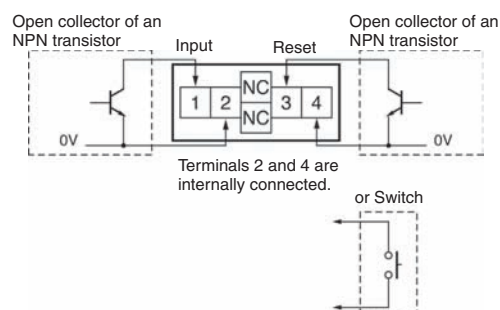 Open collector of an
NPN transistor
Open collector of an
NPN transistor
Input
Reset
NC
1 2 3 4
NC
0V
0V
Terminals 2 and 4 are
internally connected.
or Switch